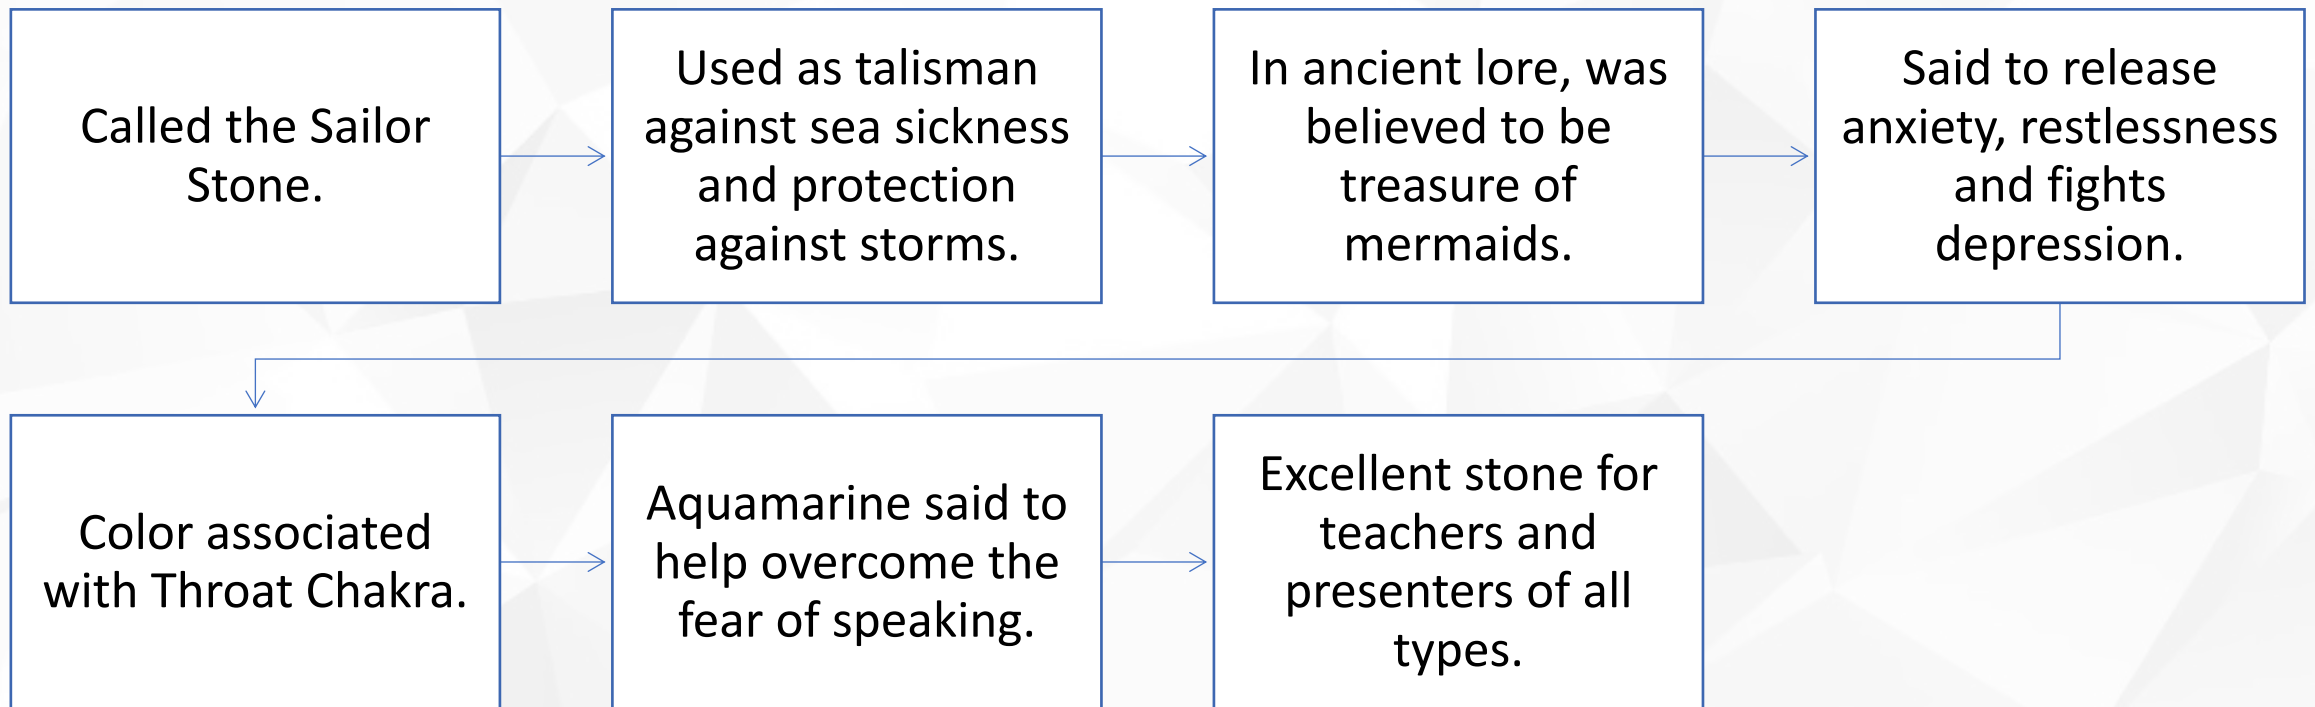 Called the Sailor
Stone.
Used as talisman
against sea sickness
and protection
against storms.
In ancient lore, was
believed to be
treasure of
mermaids.
Said to release
anxiety, restlessness
and fights
depression.
Color associated
with Throat Chakra.
Aquamarine said to
help overcome the
fear of speaking.
Excellent stone for
teachers and
presenters of all
types.